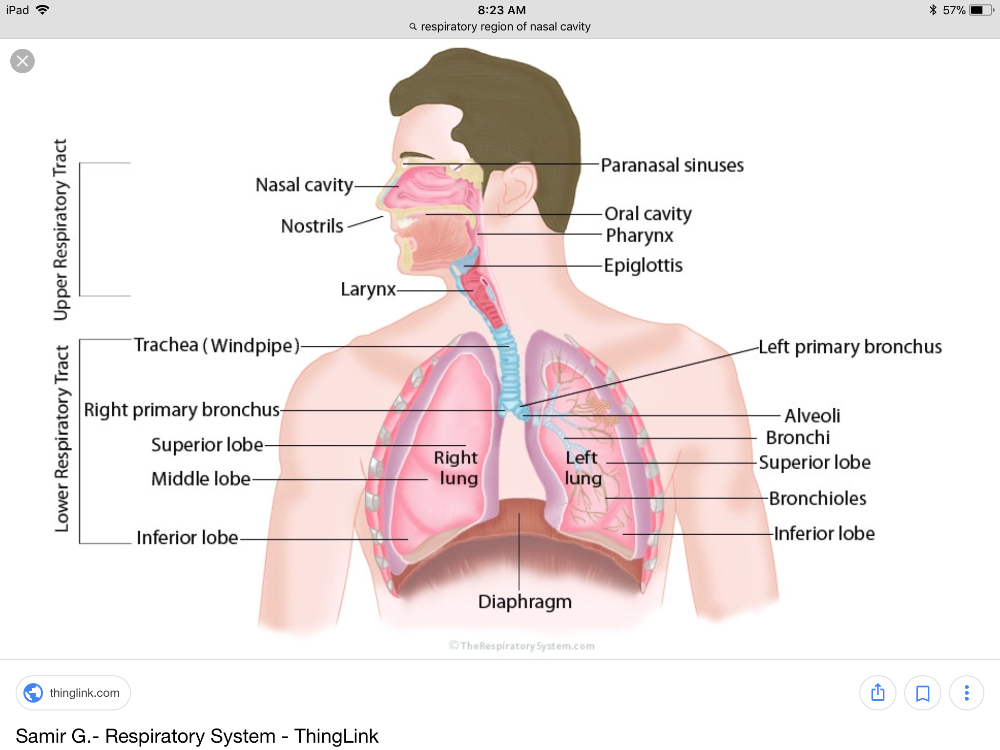 iPad
8:23 AM
57%
respiratory region of nasal cavity
Upper Respiratory Tract
Paranasal sinuses
Nasal cavity
Oral cavity
Nostrils
Pharynx
Epiglottis
Larynx
Lower Respiratory Tract
Trachea (Windpipe)
Left primary bronchus
Right primary bronchus
Alveoli
Bronchi
Superior lobe
Right
lung
Left
lung
Superior lobe
Middle lobe
Bronchioles
Inferior lobe
Inferior lobe
Diaphragm
©TheRespiratorySystem.com
thinglink.com
Samir G.- Respiratory System - ThingLink